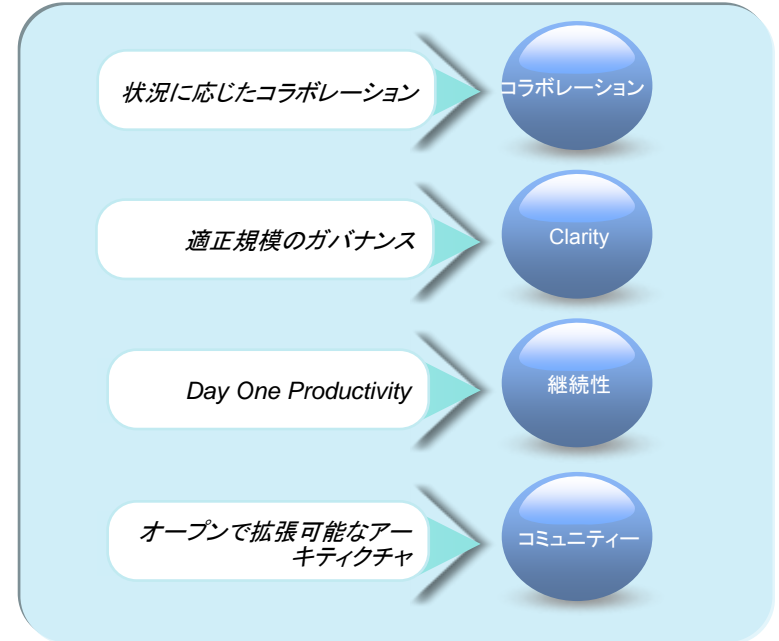 状況に応じたコラボレーション
コラボレーション
適正規模のガバナンス
Clarity
Day One Productivity
継続性
オープンで拡張可能なアー
キティクチャ
コミュニティー